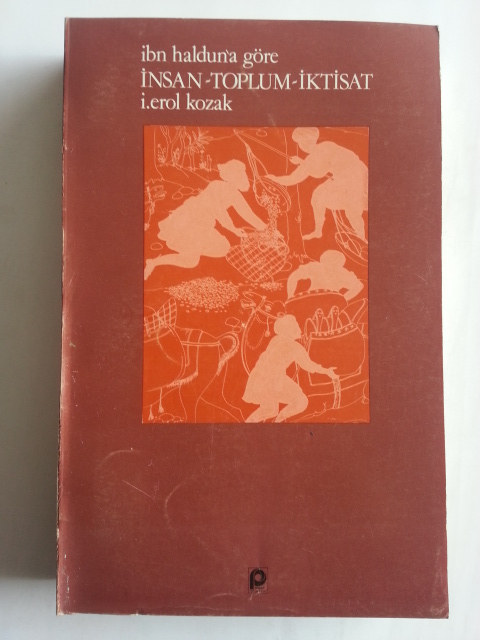 ibn haldun'a göre
İNSAN-TOPLUM-İKTİSAT
i.erol kozak
p